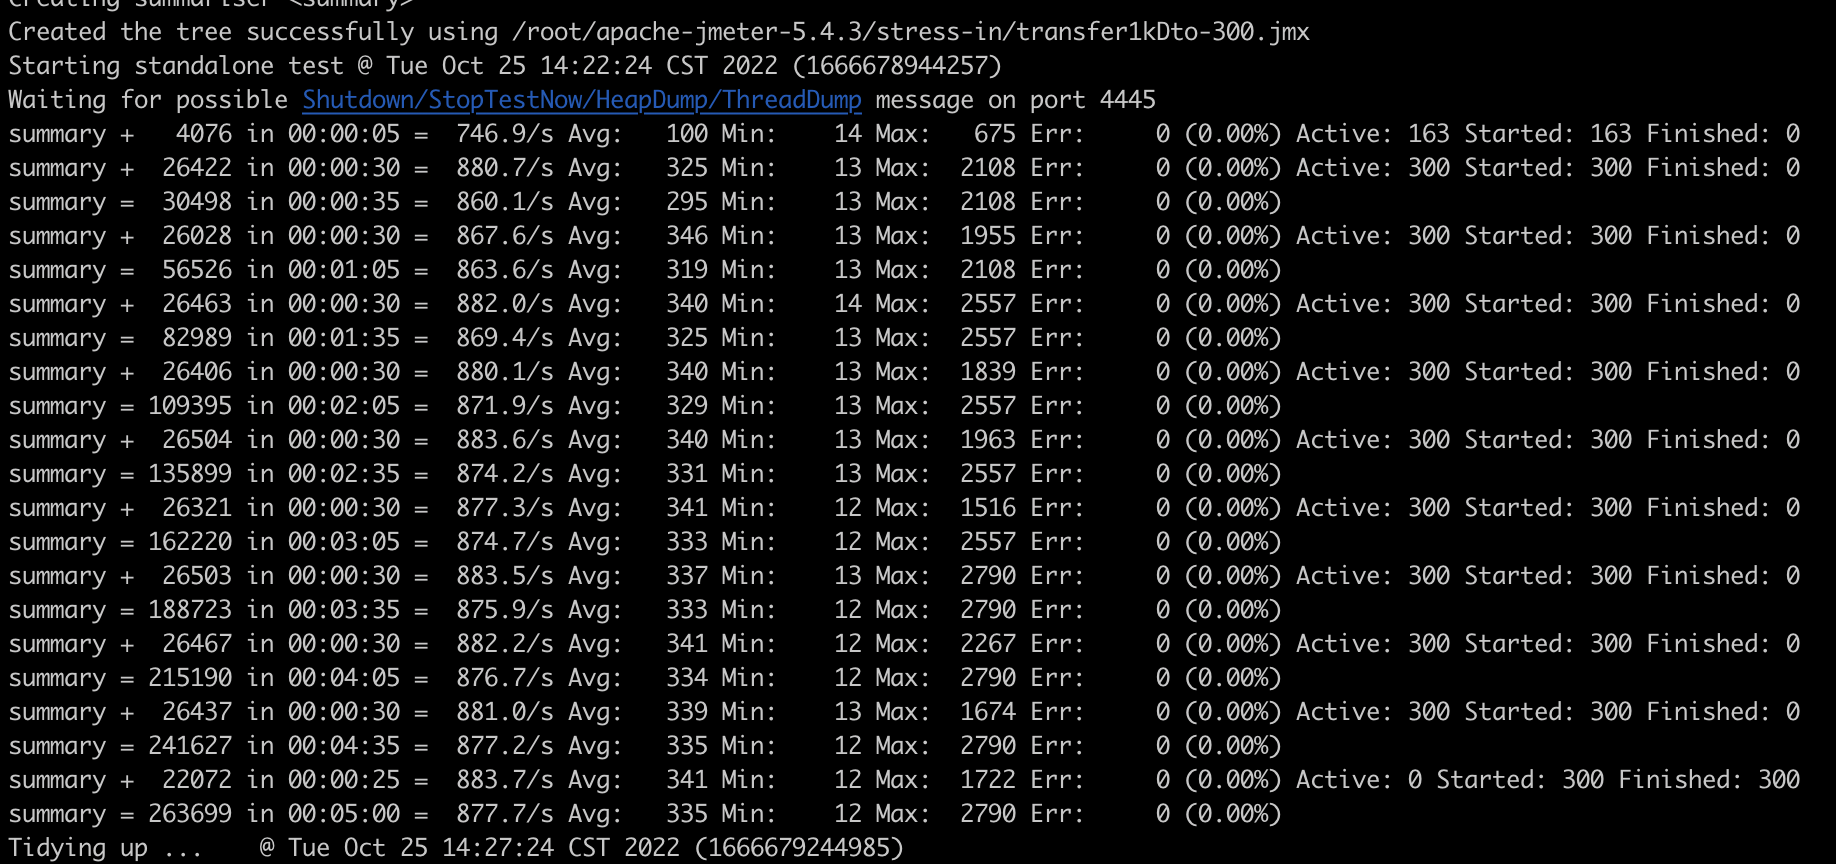 Creating summariser <summary>
Created the tree successfully using /root/apache-jmeter-5.4.3/stress-in/transfer1kDto-300.jmx
Starting standalone test @ Tue Oct 25 14:22:24 CST 2022 (1666678944257)
Waiting for possible Shutdown/StopTestNow/HeapDump/ThreadDump message on port 4445
summary +   4076 in 00:00:05 =  746.9/s Avg:   100 Min:    14 Max:   675 Err:     0 (0.00%) Active: 163 Started: 163 Finished: 0
summary +  26422 in 00:00:30 =  880.7/s Avg:   325 Min:    13 Max:  2108 Err:     0 (0.00%) Active: 300 Started: 300 Finished: 0
summary =  30498 in 00:00:35 =  860.1/s Avg:   295 Min:    13 Max:  2108 Err:     0 (0.00%)
summary +  26028 in 00:00:30 =  867.6/s Avg:   346 Min:    13 Max:  1955 Err:     0 (0.00%) Active: 300 Started: 300 Finished: 0
summary =  56526 in 00:01:05 =  863.6/s Avg:   319 Min:    13 Max:  2108 Err:     0 (0.00%)
summary +  26463 in 00:00:30 =  882.0/s Avg:   340 Min:    14 Max:  2557 Err:     0 (0.00%) Active: 300 Started: 300 Finished: 0
summary =  82989 in 00:01:35 =  869.4/s Avg:   325 Min:    13 Max:  2557 Err:     0 (0.00%)
summary +  26406 in 00:00:30 =  880.1/s Avg:   340 Min:    13 Max:  1839 Err:     0 (0.00%) Active: 300 Started: 300 Finished: 0
summary = 109395 in 00:02:05 =  871.9/s Avg:   329 Min:    13 Max:  2557 Err:     0 (0.00%)
summary +  26504 in 00:00:30 =  883.6/s Avg:   340 Min:    13 Max:  1963 Err:     0 (0.00%) Active: 300 Started: 300 Finished: 0
summary = 135899 in 00:02:35 =  874.2/s Avg:   331 Min:    13 Max:  2557 Err:     0 (0.00%)
summary +  26321 in 00:00:30 =  877.3/s Avg:   341 Min:    12 Max:  1516 Err:     0 (0.00%) Active: 300 Started: 300 Finished: 0
summary = 162220 in 00:03:05 =  874.7/s Avg:   333 Min:    12 Max:  2557 Err:     0 (0.00%)
summary +  26503 in 00:00:30 =  883.5/s Avg:   337 Min:    13 Max:  2790 Err:     0 (0.00%) Active: 300 Started: 300 Finished: 0
summary = 188723 in 00:03:35 =  875.9/s Avg:   333 Min:    12 Max:  2790 Err:     0 (0.00%)
summary +  26467 in 00:00:30 =  882.2/s Avg:   341 Min:    12 Max:  2267 Err:     0 (0.00%) Active: 300 Started: 300 Finished: 0
summary = 215190 in 00:04:05 =  876.7/s Avg:   334 Min:    12 Max:  2790 Err:     0 (0.00%)
summary +  26437 in 00:00:30 =  881.0/s Avg:   339 Min:    13 Max:  1674 Err:     0 (0.00%) Active: 300 Started: 300 Finished: 0
summary = 241627 in 00:04:35 =  877.2/s Avg:   335 Min:    12 Max:  2790 Err:     0 (0.00%)
summary +  22072 in 00:00:25 =  883.7/s Avg:   341 Min:    12 Max:  1722 Err:     0 (0.00%) Active: 0 Started: 300 Finished: 300
summary = 263699 in 00:05:00 =  877.7/s Avg:   335 Min:    12 Max:  2790 Err:     0 (0.00%)
Tidying up ...    @ Tue Oct 25 14:27:24 CST 2022 (1666679244985)